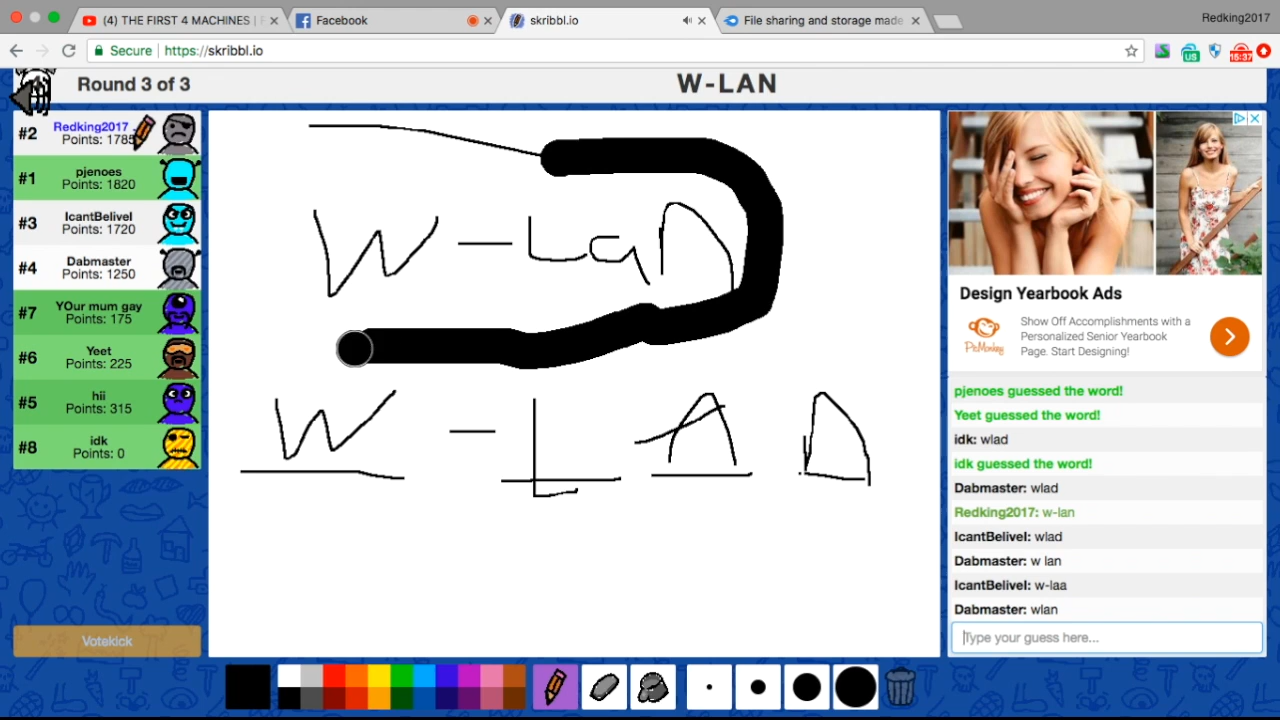 (4) THE FIRST 4 MACHINES |
Facebook
skribbl.io
File sharing and storage made
Redking2017
Secure
https://skribbl.io
US
15:37
Round 3 of 3
W-LAN
#2 Redking2017
Points: 1785
#1 pjenoes
Points: 1820
#3 IcantBelivel
Points: 1720
#4 Dabmaster
Points: 1250
#7 YOur mum gay
Points: 175
#6 Yeet
Points: 225
#5 hii
Points: 315
#8 idk
Points: 0
Votekick
W - Lan
W - L A D
Design Yearbook Ads
PicMonkey
Show Off Accomplishments with a
Personalized Senior Yearbook
Page. Start Designing!
pjenoes guessed the word!
Yeet guessed the word!
idk: wlad
idk guessed the word!
Dabmaster: wlad
Redking2017: w-lan
IcantBelivel: wlad
Dabmaster: w lan
IcantBelivel: w-laa
Dabmaster: wlan
Type your guess here...